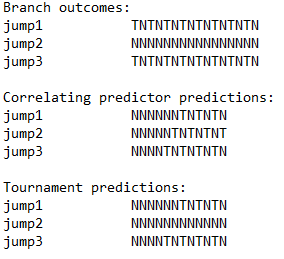 Branch outcomes:
jump1 TNTNTNTNTNTNTNTN
jump2 NNNNNNNNNNNNNNNN
jump3 TNTNTNTNTNTNTNTN
Correlating predictor predictions:
jump1 NNNNNNTNTNTN
jump2 NNNNNTNTNTNT
jump3 NNNNTNTNTNTN
Tournament predictions:
jump1 NNNNNNTNTNTN
jump2 NNNNNNNNNNNN
jump3 NNNNTNTNTNTN